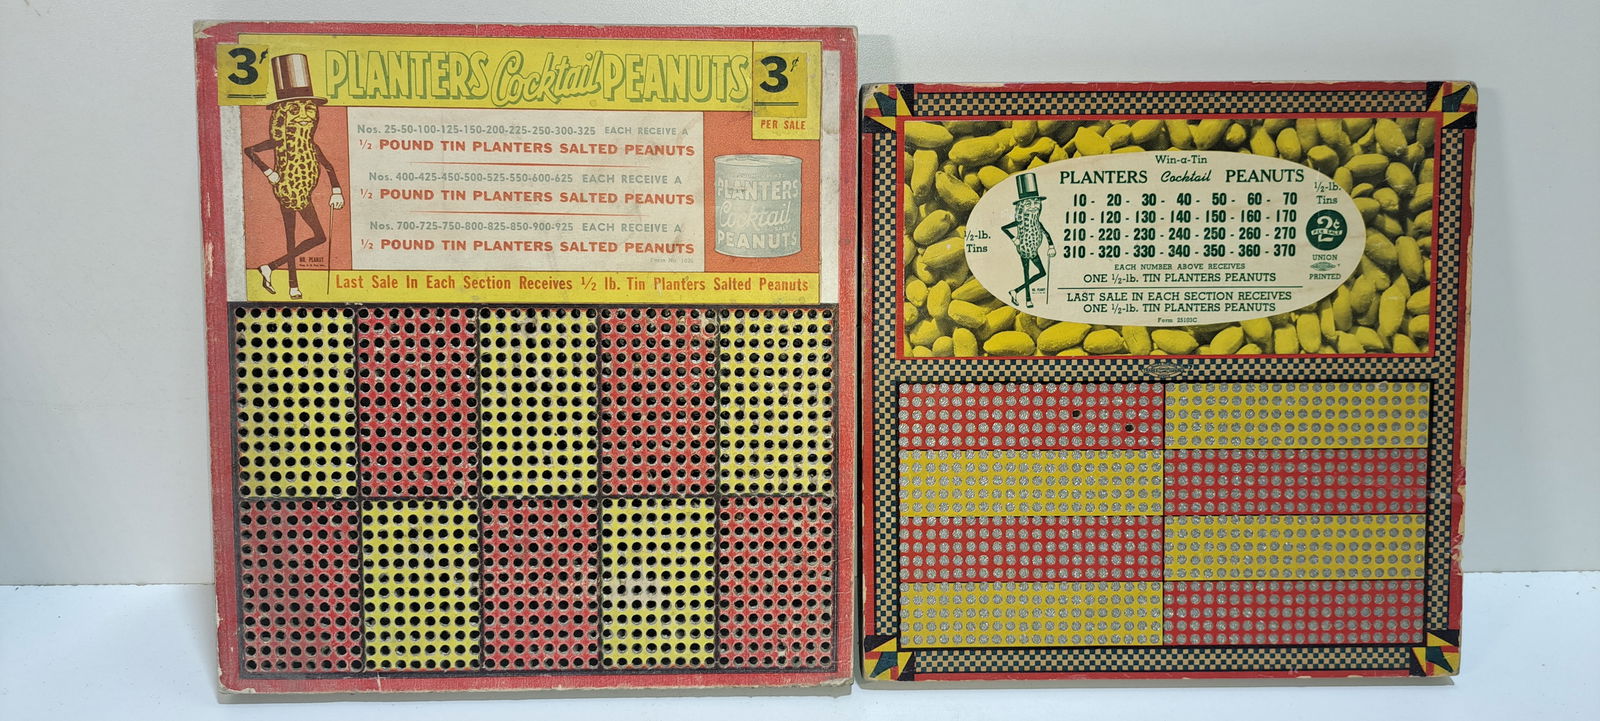 3¢
PLANTERS Cocktail PEANUTS
3¢
PER SALE
Nos. 25-50-100-125-150-200-225-250-300-325 EACH RECEIVE A
½ POUND TIN PLANTERS SALTED PEANUTS
Nos. 400-425-450-500-525-550-600-625 EACH RECEIVE A
½ POUND TIN PLANTERS SALTED PEANUTS
Nos. 700-725-750-800-825-850-900-925 EACH RECEIVE A
½ POUND TIN PLANTERS SALTED PEANUTS
MR. PEANUT
PLANTERS
Cocktail
PEANUTS
Last Sale In Each Section Receives ½ lb. Tin Planters Salted Peanuts
Win-a-Tin
PLANTERS Cocktail PEANUTS
½-lb.
Tins
10 - 20 - 30 - 40 - 50 - 60 - 70
110 - 120 - 130 - 140 - 150 - 160 - 170
210 - 220 - 230 - 240 - 250 - 260 - 270
310 - 320 - 330 - 340 - 350 - 360 - 370
½-lb.
Tins
2¢
PER SALE
UNION
PRINTED
EACH NUMBER ABOVE RECEIVES
ONE ½-lb. TIN PLANTERS PEANUTS
LAST SALE IN EACH SECTION RECEIVES
ONE ½-lb. TIN PLANTERS PEANUTS
Form 25103C